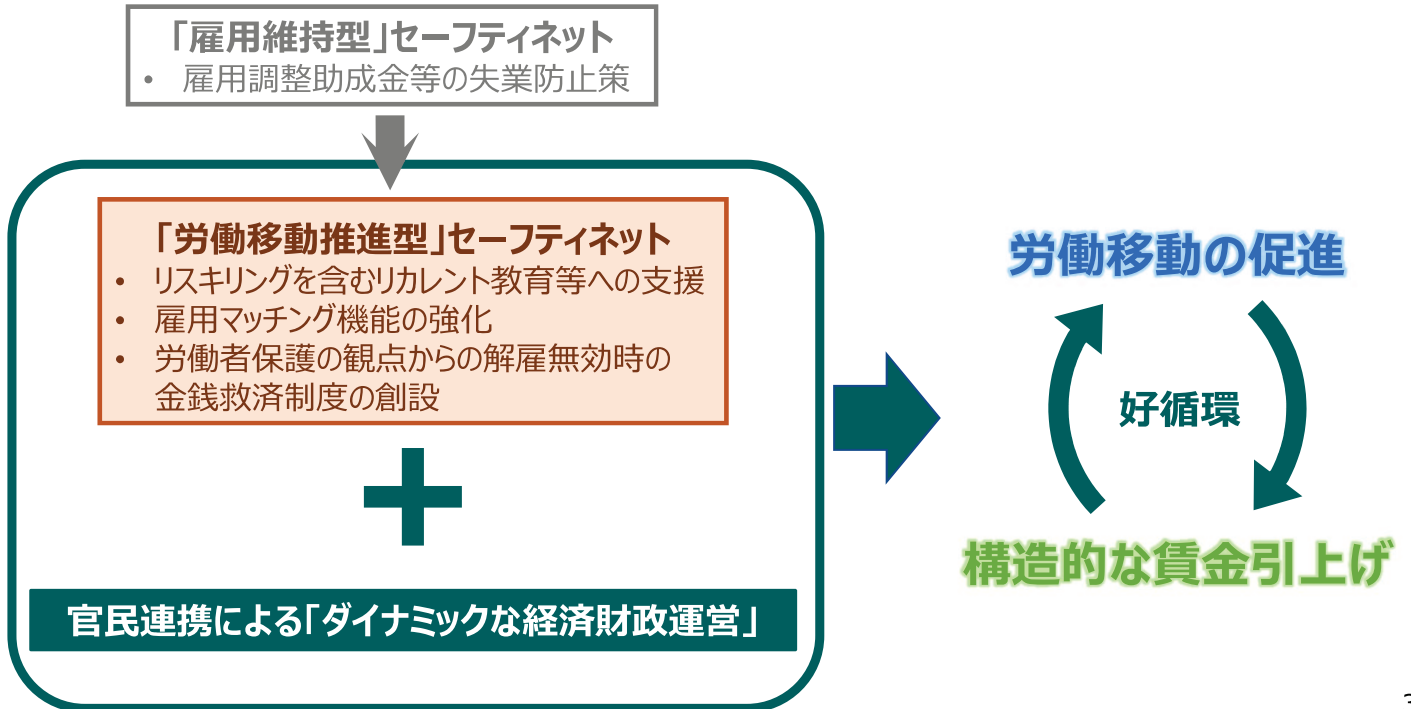 「雇用維持型」セーフティネット
• 雇用調整助成金等の失業防止策
「労働移動推進型」セーフティネット
• リスキリングを含むリカレント教育等への支援
• 雇用マッチング機能の強化
• 労働者保護の観点からの解雇無効時の
金銭救済制度の創設
官民連携による「ダイナミックな経済財政運営」
労働移動の促進
好循環
構造的な賃金引上げ